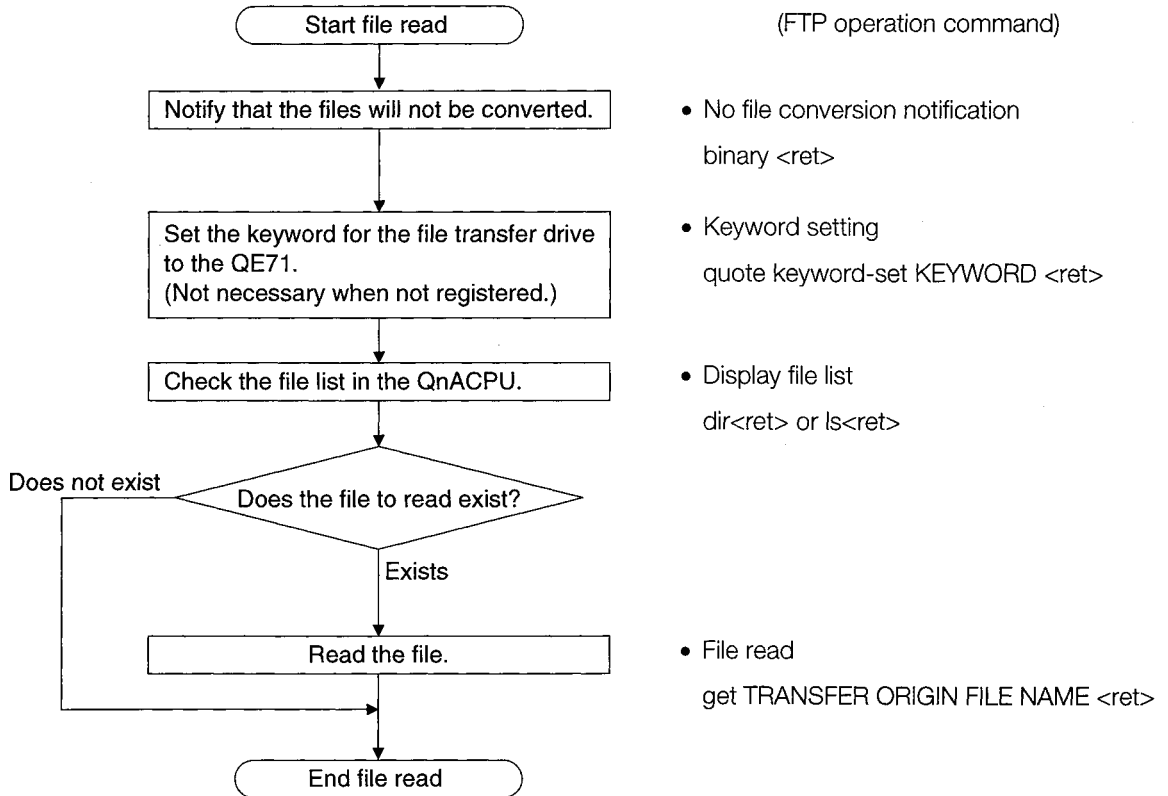 Start file read
(FTP operation command)
Notify that the files will not be converted.
• No file conversion notification
binary <ret>
Set the keyword for the file transfer drive
to the QE71.
(Not necessary when not registered.)
• Keyword setting
quote keyword-set KEYWORD <ret>
Check the file list in the QnACPU.
• Display file list
dir<ret> or ls<ret>
Does not exist
Does the file to read exist?
Exists
Read the file.
• File read
get TRANSFER ORIGIN FILE NAME <ret>
End file read